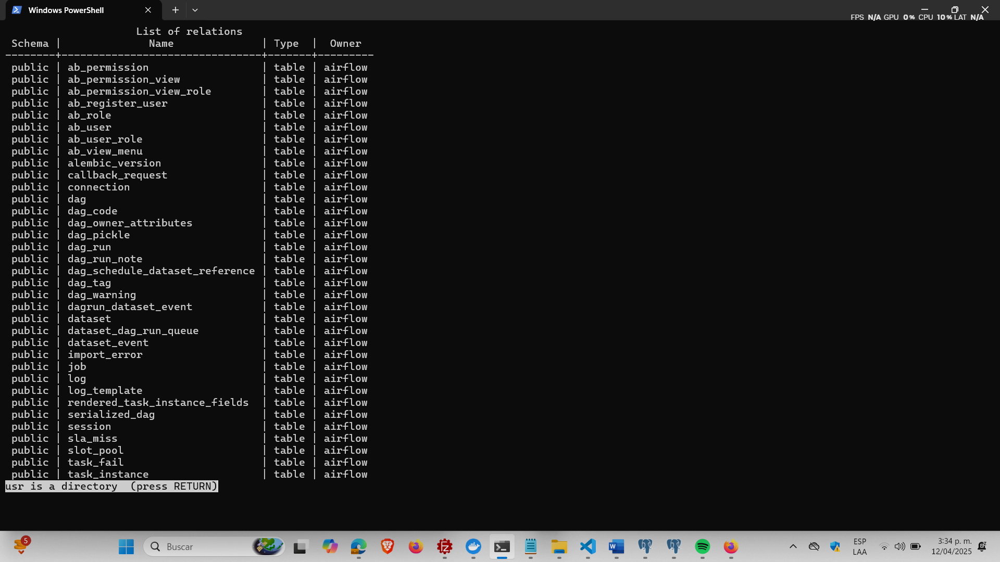 Windows PowerShell
FPS N/A GPU 0% CPU 10% LAT N/A
List of relations
Schema | Name | Type | Owner
--------+--------------------------------+-------+---------
public | ab_permission | table | airflow
public | ab_permission_view | table | airflow
public | ab_permission_view_role | table | airflow
public | ab_register_user | table | airflow
public | ab_role | table | airflow
public | ab_user | table | airflow
public | ab_user_role | table | airflow
public | ab_view_menu | table | airflow
public | alembic_version | table | airflow
public | callback_request | table | airflow
public | connection | table | airflow
public | dag | table | airflow
public | dag_code | table | airflow
public | dag_owner_attributes | table | airflow
public | dag_pickle | table | airflow
public | dag_run | table | airflow
public | dag_run_note | table | airflow
public | dag_schedule_dataset_reference | table | airflow
public | dag_tag | table | airflow
public | dag_warning | table | airflow
public | dagrun_dataset_event | table | airflow
public | dataset | table | airflow
public | dataset_dag_run_queue | table | airflow
public | dataset_event | table | airflow
public | import_error | table | airflow
public | job | table | airflow
public | log | table | airflow
public | log_template | table | airflow
public | rendered_task_instance_fields | table | airflow
public | serialized_dag | table | airflow
public | session | table | airflow
public | sla_miss | table | airflow
public | slot_pool | table | airflow
public | task_fail | table | airflow
public | task_instance | table | airflow
usr is a directory  (press RETURN)
5
Buscar
ESP
LAA
3:34 p. m.
12/04/2025